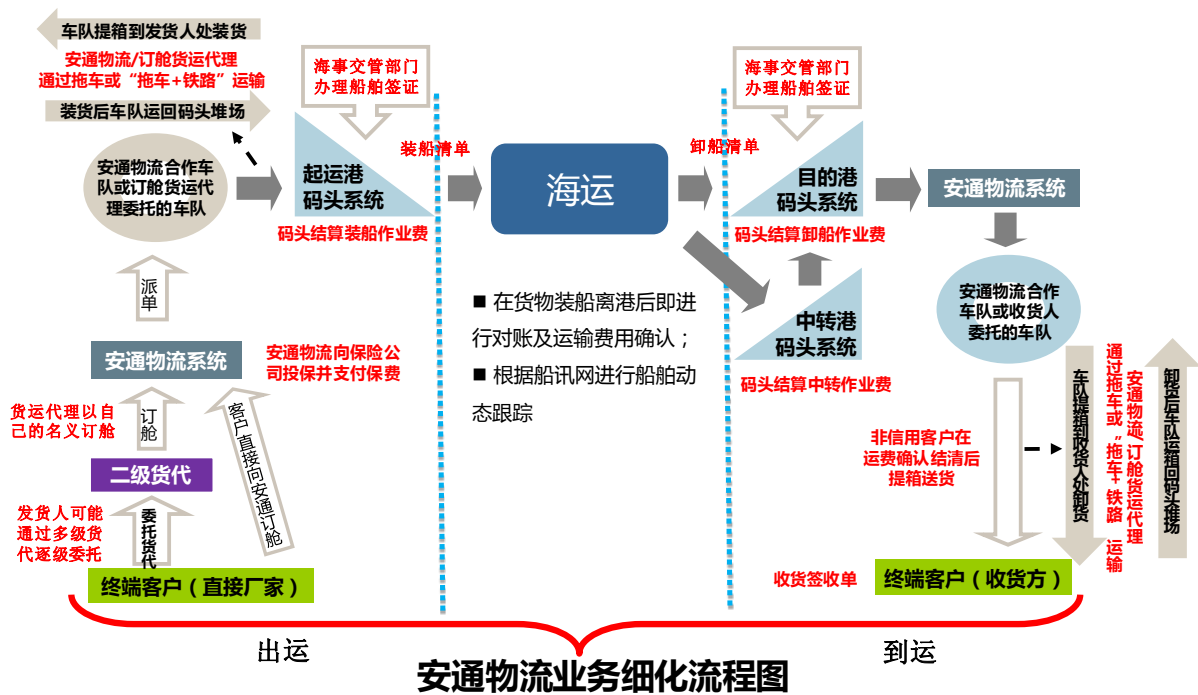 车队提箱到发货人处装货
安通物流/订舱货运代理
通过拖车或“拖车+铁路”运输
装货后车队运回码头堆场
安通物流合作车
队或订舱货运代
理委托的车队
派单
安通物流系统
安通物流向保险公
司投保并支付保费
货运代理以自
己的名义订舱
订舱
客户直接向安通订舱
二级货代
发货人可能
通过多级货
代逐级委托
委托货代
终端客户（直接厂家）
海事交管部门
办理船舶签证
起运港
码头系统
码头结算装船作业费
装船清单
海运
■ 在货物装船离港后即进
行对账及运输费用确认；
■ 根据船讯网进行船舶动
态跟踪
卸船清单
海事交管部门
办理船舶签证
目的港
码头系统
码头结算卸船作业费
中转港
码头系统
码头结算中转作业费
安通物流系统
安通物流合作
车队或收货人
委托的车队
非信用客户在
运费确认结清后
提箱送货
车队提箱到收货人处卸货
安通物流/订舱货运代理
通过拖车或“拖车+铁路 运输
卸货后车队运箱回码头堆场
收货签收单
终端客户（收货方）
出运
到运
安通物流业务细化流程图